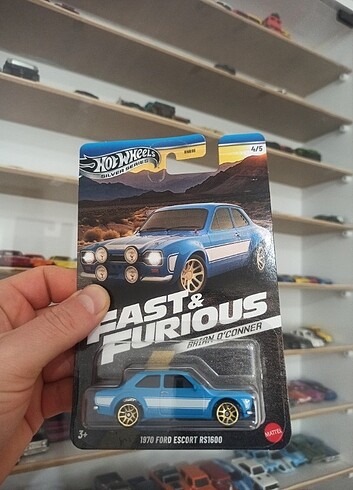 HOT WHEELS
SILVER SERIES
4/5
FAST &
FURIOUS
BRIAN O'CONNER
3+
1970 FORD ESCORT RS1600
MATTEL